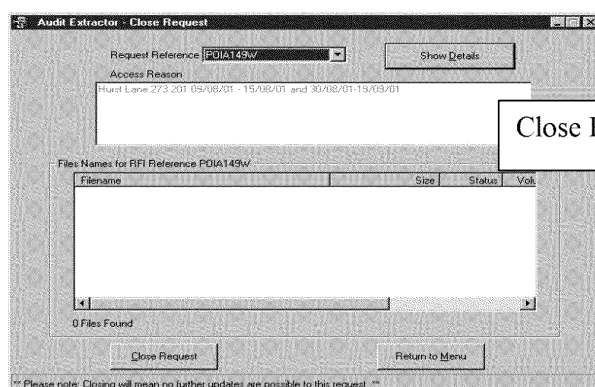 Audit Extractor - Close Request
Request Reference POIA149W
Show Details
Access Reason
Hurst Lane 273 201 09/08/01 - 15/08/01 and 30/08/01-19/09/01
Close
Files Names for RFI Reference POIA149W
Filename Size Status
0 Files Found
Close Request Return to Menu
** Please note: Closing will mean no further updates are possible to this request **